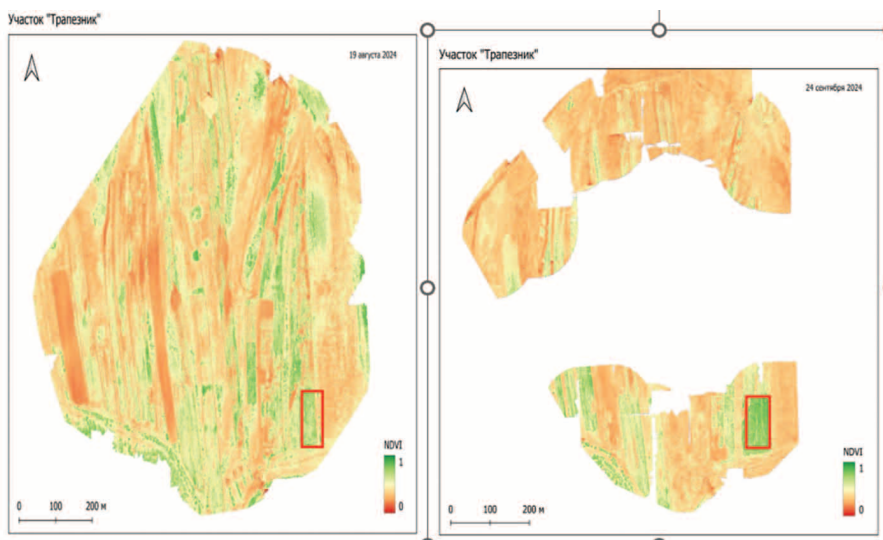 Участок "Трапезник"
19 августа 2024
NDVI
1
0
0 100 200 м
Участок "Трапезник"
24 сентября 2024
NDVI
1
0
0 100 200 м